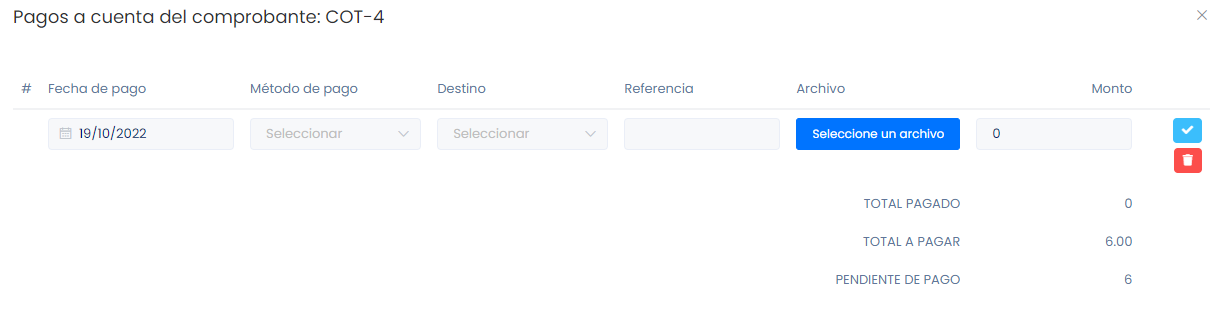 Pagos a cuenta del comprobante: COT-4
# Fecha de pago Método de pago Destino Referencia Archivo Monto
19/10/2022 Seleccionar Seleccionar Seleccione un archivo 0
TOTAL PAGADO 0
TOTAL A PAGAR 6.00
PENDIENTE DE PAGO 6